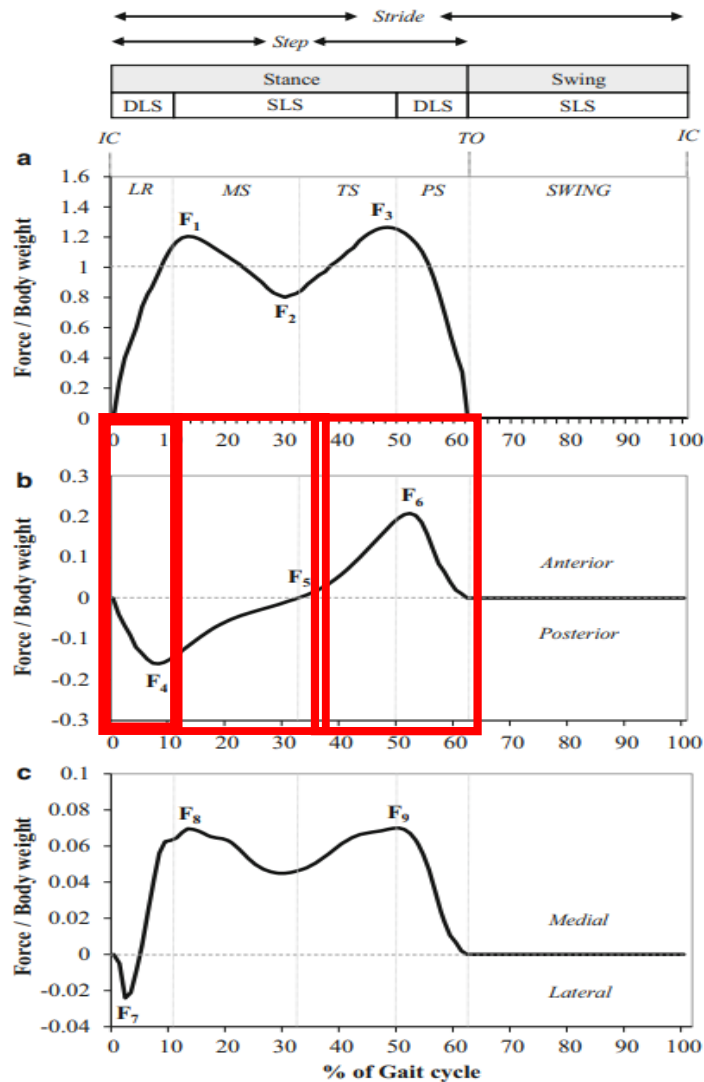 Stride
Step
Stance Swing
DLS SLS DLS SLS
IC TO IC
a
LR MS TS PS SWING
Force / Body weight
1.6
1.4
1.2
1
0.8
0.6
0.4
0.2
0
F1
F2
F3
0 10 20 30 40 50 60 70 80 90 100
b
Force / Body weight
0.3
0.2
0.1
0
-0.1
-0.2
-0.3
F4
F5
F6
Anterior
Posterior
0 10 20 30 40 50 60 70 80 90 100
c
Force / Body weight
0.1
0.08
0.06
0.04
0.02
0
-0.02
-0.04
F7
F8
F9
Medial
Lateral
0 10 20 30 40 50 60 70 80 90 100
% of Gait cycle